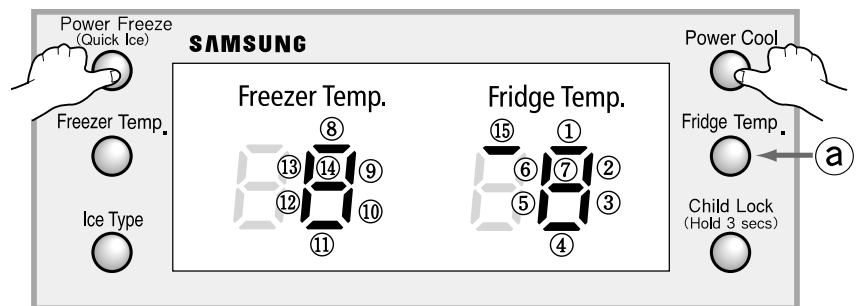 Power Freeze
(Quick Ice)
SAMSUNG
Power Cool
Freezer Temp.
Fridge Temp.
⑧
⑮
①
Freezer Temp.
Fridge Temp.
⑬
⑭
⑨
⑥
⑦
②
ⓐ
⑫
⑩
⑤
③
Ice Type
Child Lock
(Hold 3 secs)
⑪
④